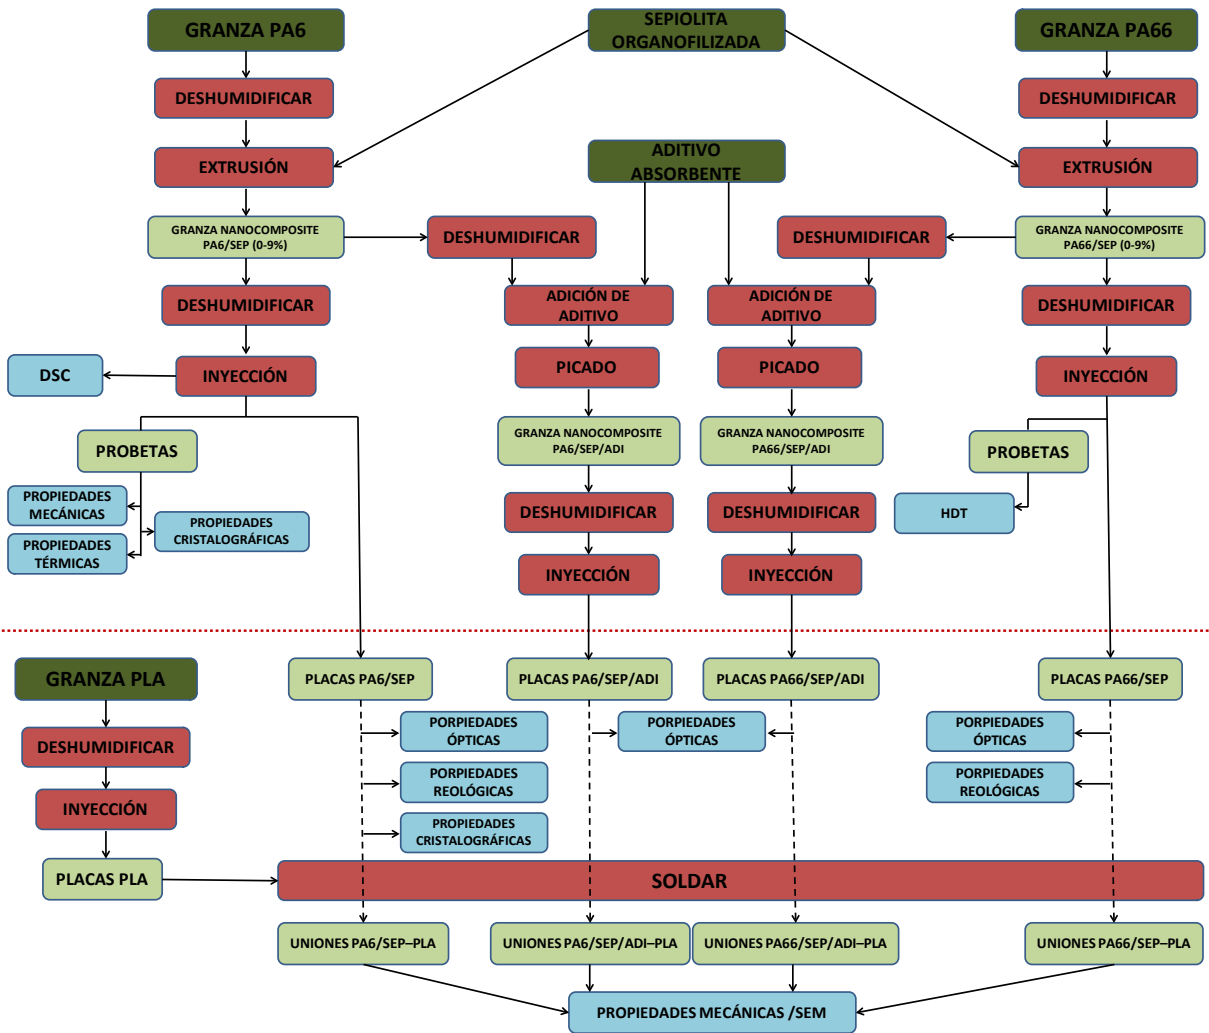 GRANZA PA6
SEPIOLITA
ORGANOFILIZADA
GRANZA PA66
DESHUMIDIFICAR
DESHUMIDIFICAR
EXTRUSIÓN
ADITIVO
ABSORBENTE
EXTRUSIÓN
GRANZA NANOCOMPOSITE
PA6/SEP (0-9%)
DESHUMIDIFICAR
DESHUMIDIFICAR
GRANZA NANOCOMPOSITE
PA66/SEP (0-9%)
DESHUMIDIFICAR
ADICIÓN DE
ADITIVO
ADICIÓN DE
ADITIVO
DESHUMIDIFICAR
DSC
INYECCIÓN
PICADO
PICADO
INYECCIÓN
PROBETAS
GRANZA NANOCOMPOSITE
PA6/SEP/ADI
GRANZA NANOCOMPOSITE
PA66/SEP/ADI
PROBETAS
PROPIEDADES
MECÁNICAS
PROPIEDADES
CRISTALOGRÁFICAS
DESHUMIDIFICAR
DESHUMIDIFICAR
HDT
PROPIEDADES
TÉRMICAS
INYECCIÓN
INYECCIÓN
GRANZA PLA
PLACAS PA6/SEP
PLACAS PA6/SEP/ADI
PLACAS PA66/SEP/ADI
PLACAS PA66/SEP
DESHUMIDIFICAR
PORPIEDADES
ÓPTICAS
PORPIEDADES
ÓPTICAS
PORPIEDADES
ÓPTICAS
INYECCIÓN
PORPIEDADES
REOLÓGICAS
PORPIEDADES
REOLÓGICAS
PROPIEDADES
CRISTALOGRÁFICAS
PLACAS PLA
SOLDAR
UNIONES PA6/SEP–PLA
UNIONES PA6/SEP/ADI–PLA
UNIONES PA66/SEP/ADI–PLA
UNIONES PA66/SEP–PLA
PROPIEDADES MECÁNICAS /SEM